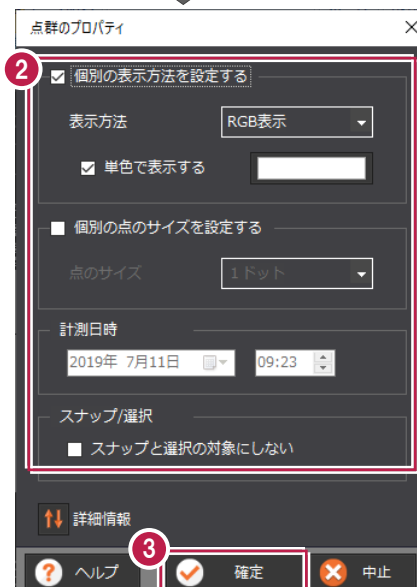 点群のプロパティ
2
個別の表示方法を設定する
表示方法 RGB表示
単色で表示する
個別の点のサイズを設定する
点のサイズ 1ドット
計測日時
2019年 7月11日 09:23
スナップ/選択
スナップと選択の対象にしない
詳細情報
3
ヘルプ 確定 中止